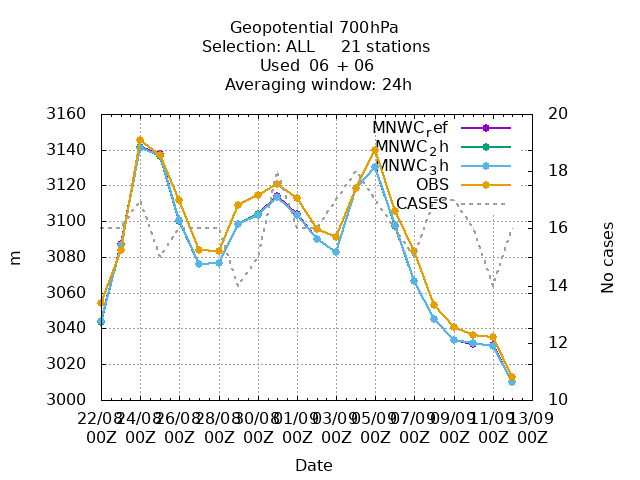 Geopotential 700hPa
Selection: ALL 21 stations
Used 06 + 06
Averaging window: 24h
3160 20
MNWCref
3140 MNWC2h
MNWC3h 18
3120 OBS
CASES
3100 16
3080
m No cases
3060 14
3040
12
3020
3000 10
22/08 24/08 26/08 28/08 30/08 01/09 03/09 05/09 07/09 09/09 11/09 13/09
00Z 00Z 00Z 00Z 00Z 00Z 00Z 00Z 00Z 00Z 00Z 00Z
Date